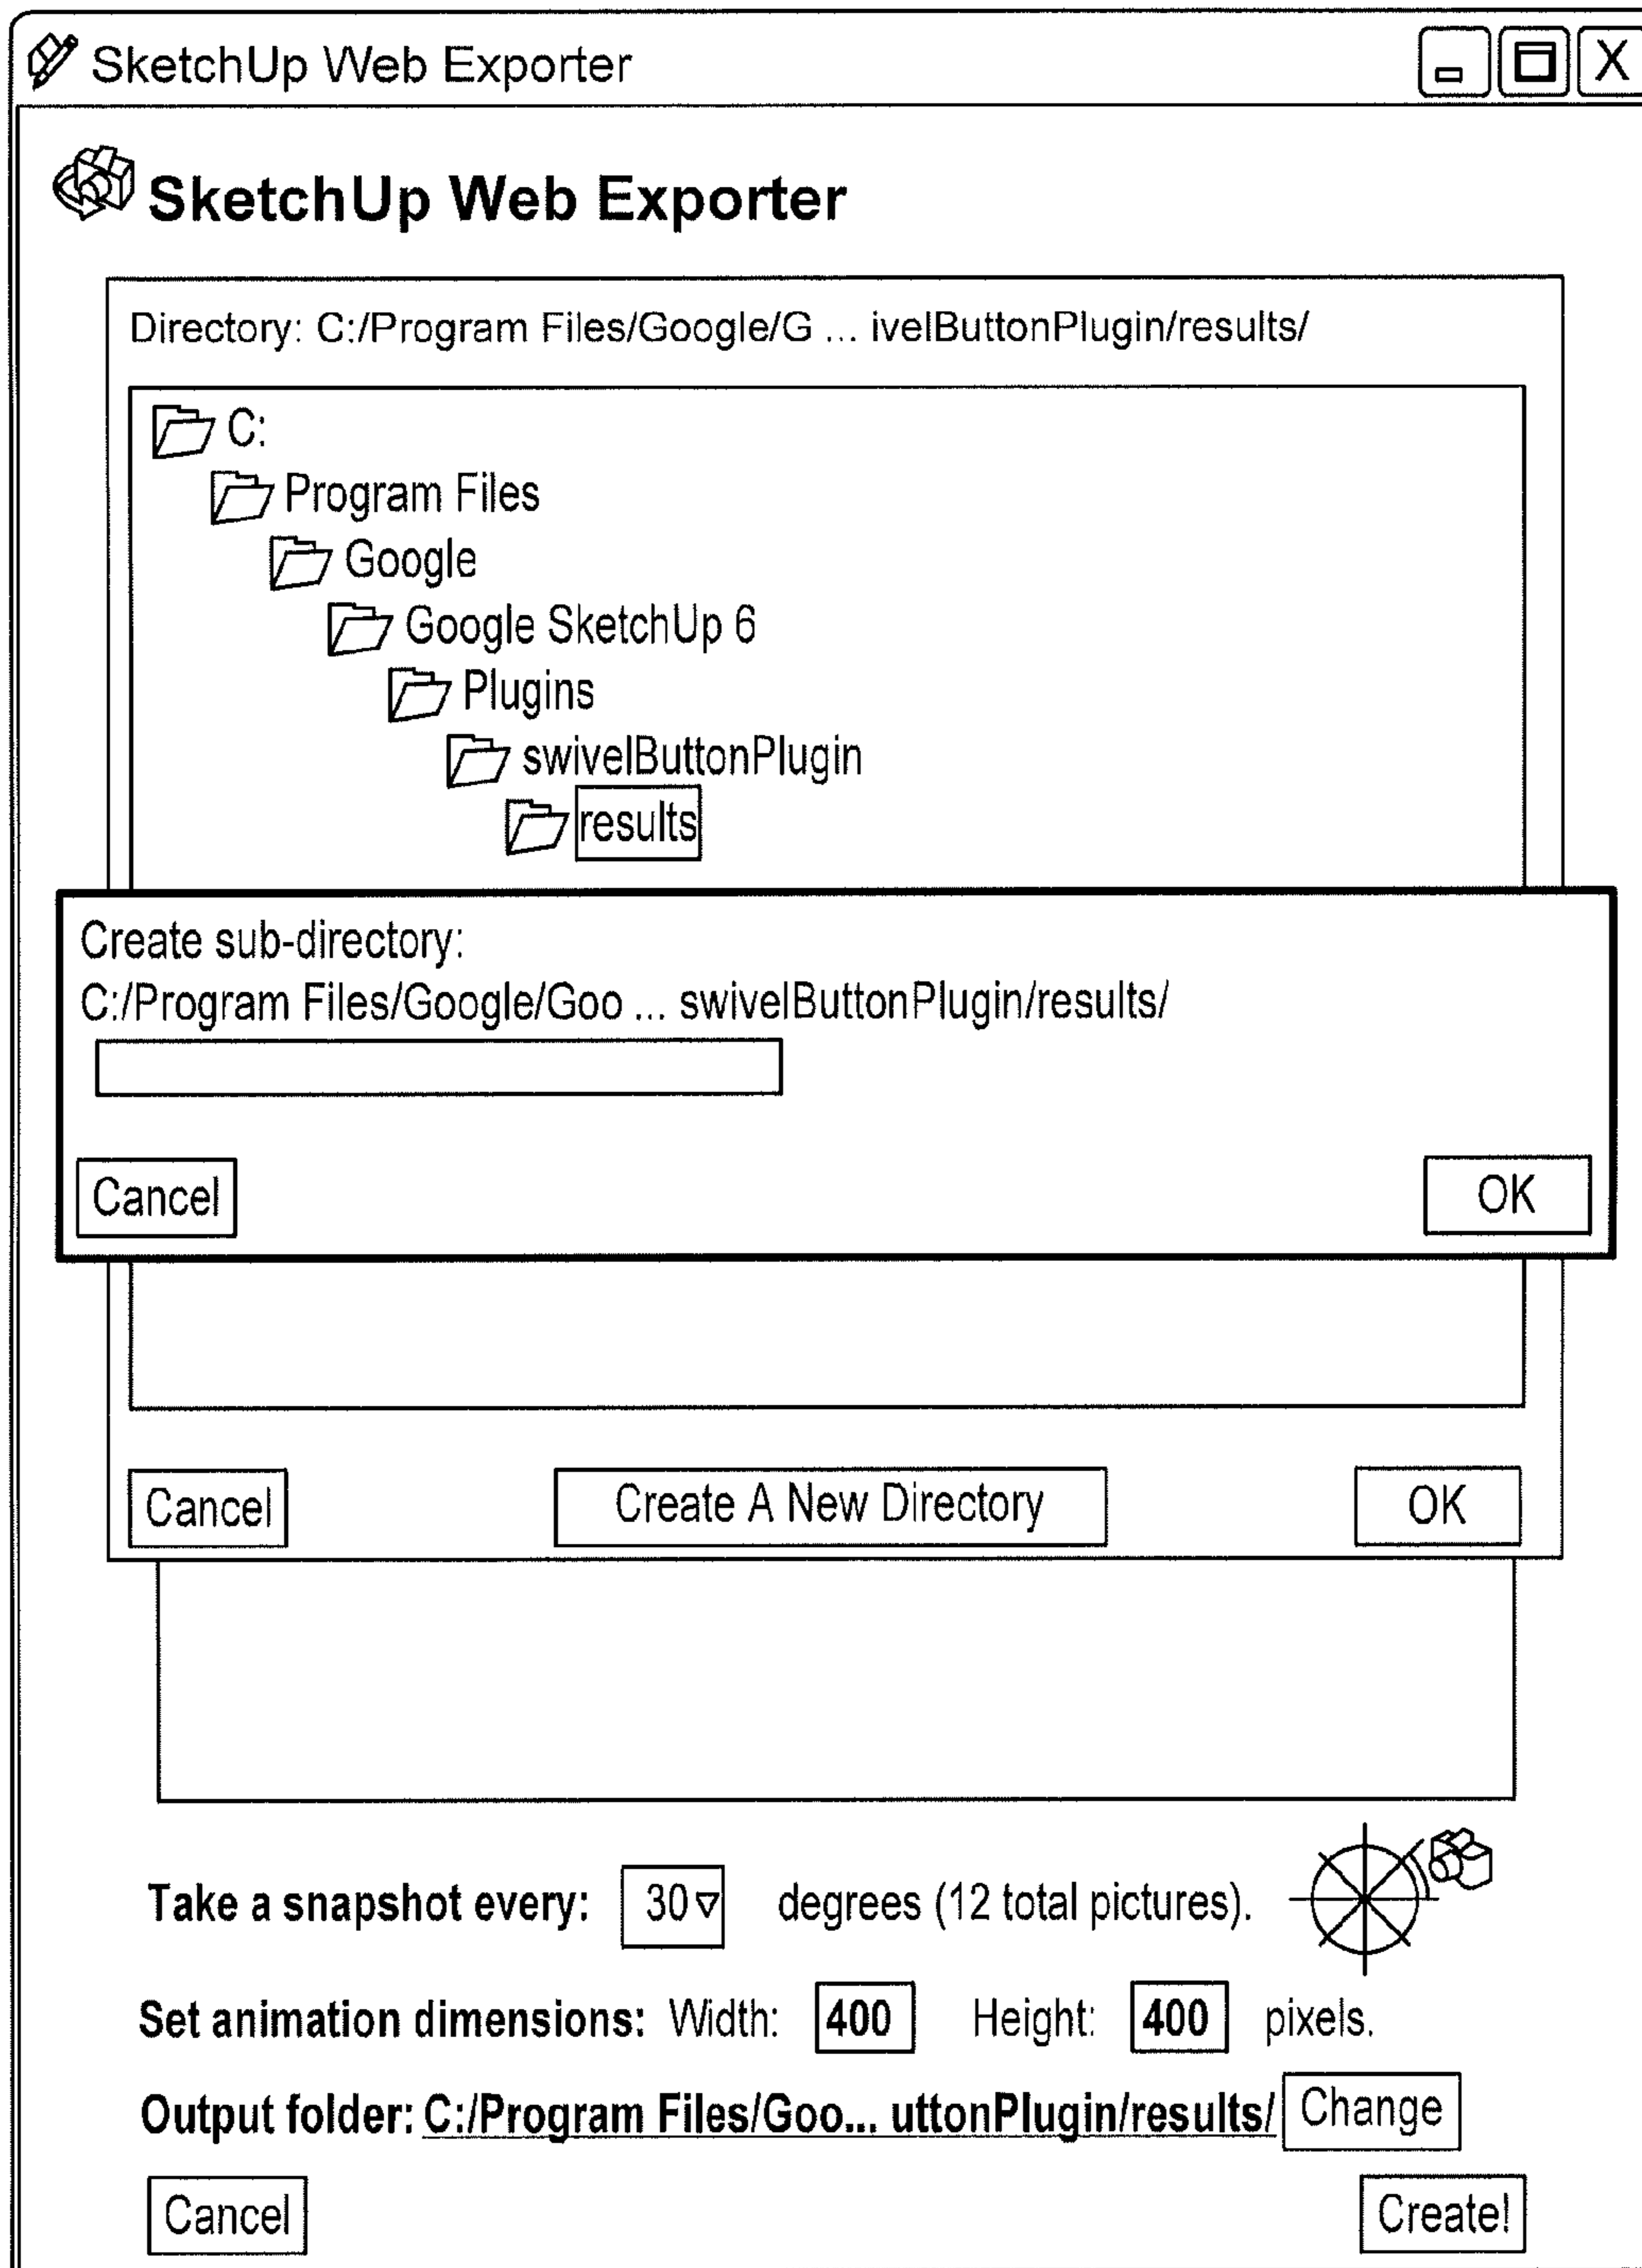 SketchUp Web Exporter
X
SketchUp Web Exporter
Directory: C:/Program Files/Google/G ... ivelButtonPlugin/results/
C:
Program Files
Google
Google SketchUp 6
Plugins
swivelButtonPlugin
results
Create sub-directory:
C:/Program Files/Google/Goo ... swivelButtonPlugin/results/
Cancel OK
Cancel Create A New Directory OK
Take a snapshot every: 30 degrees (12 total pictures).
Set animation dimensions: Width: 400 Height: 400 pixels.
Output folder: C:/Program Files/Goo... uttonPlugin/results/ Change
Cancel Create!